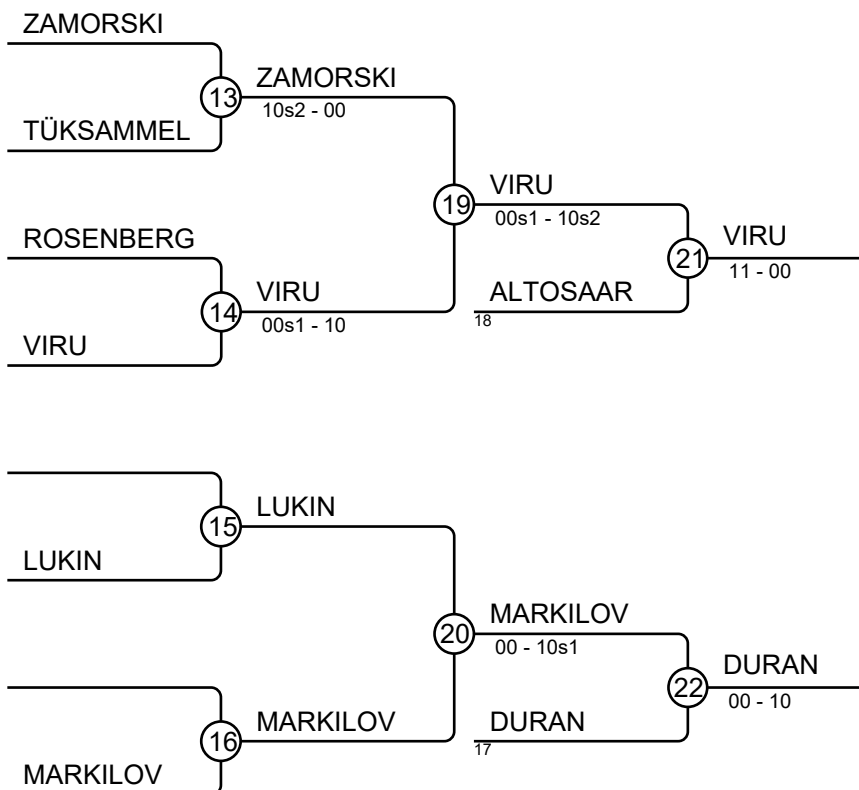 ZAMORSKI
13
ZAMORSKI
10s2 - 00
TÜKSAMMEL
19
VIRU
00s1 - 10s2
ROSENBERG
21
VIRU
11 - 00
14
VIRU
00s1 - 10
ALTOSAAR
18
VIRU
15
LUKIN
LUKIN
20
MARKILOV
00 - 10s1
22
DURAN
00 - 10
16
MARKILOV
DURAN
17
MARKILOV